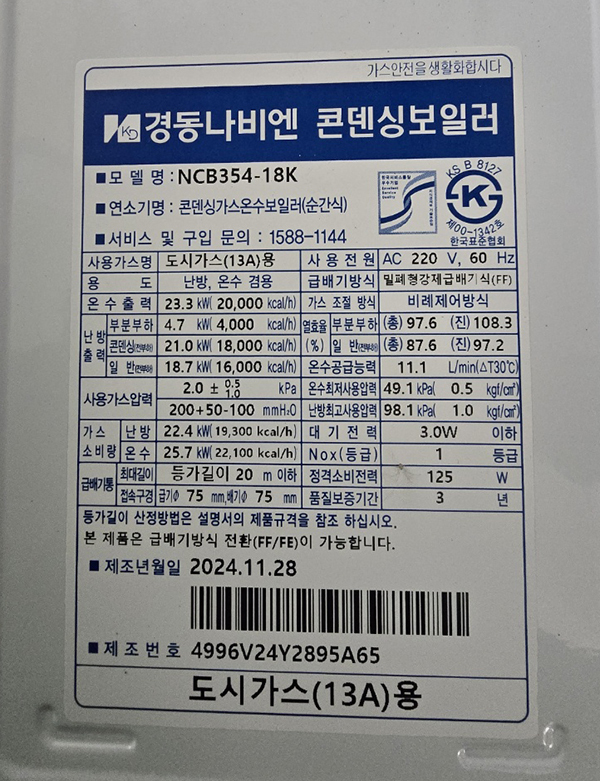 가스안전을 생활화합시다
KD 경동나비엔 콘덴싱보일러
■ 모 델 명 : NCB354-18K
■ 연소기명 : 콘덴싱가스온수보일러(순간식)
■ 서비스 및 구입 문의 : 1588-1144
KS B 8127
K
제00-1342호
한국표준협회
사용가스명 도시가스(13A)용 사 용 전 원 AC 220 V, 60 Hz
용 도 난방, 온수 겸용 급배기방식 밀폐형강제급배기식(FF)
온 수 출 력 23.3 kW( 20,000 kcal/h) 가스 조절 방식 비례제어방식
난 방 출 력 부분부하 4.7 kW( 4,000 kcal/h) 열효율 (%) 부분부하 (총) 97.6 (진) 108.3
콘덴싱(전부하) 21.0 kW( 18,000 kcal/h) 일 반(전부하) (총) 87.6 (진) 97.2
일 반(전부하) 18.7 kW( 16,000 kcal/h) 온수공급능력 11.1 L/min(△T30℃)
사용가스압력 2.0 ± 0.5 1.0 kPa 온수최저사용압력 49.1 kPa( 0.5 kgf/㎠)
200+50-100 mmH₂O 난방최고사용압력 98.1 kPa( 1.0 kgf/㎠)
가 스 소 비 량 난 방 22.4 kW( 19,300 kcal/h) 대 기 전 력 3.0W 이하
온 수 25.7 kW( 22,100 kcal/h) Nox(등급) 1 등급
급배기통 최대길이 등가길이 20 m 이하 정격소비전력 125 W
접속구경 급기Φ 75 mm,배기Φ 75 mm 품질보증기간 3 년
등가길이 산정방법은 설명서의 제품규격을 참조 하십시오.
본 제품은 급배기방식 전환(FF/FE)이 가능합니다.
■ 제조년월일 2024.11.28
■ 제 조 번 호 4996V24Y2895A65
도시가스(13A)용